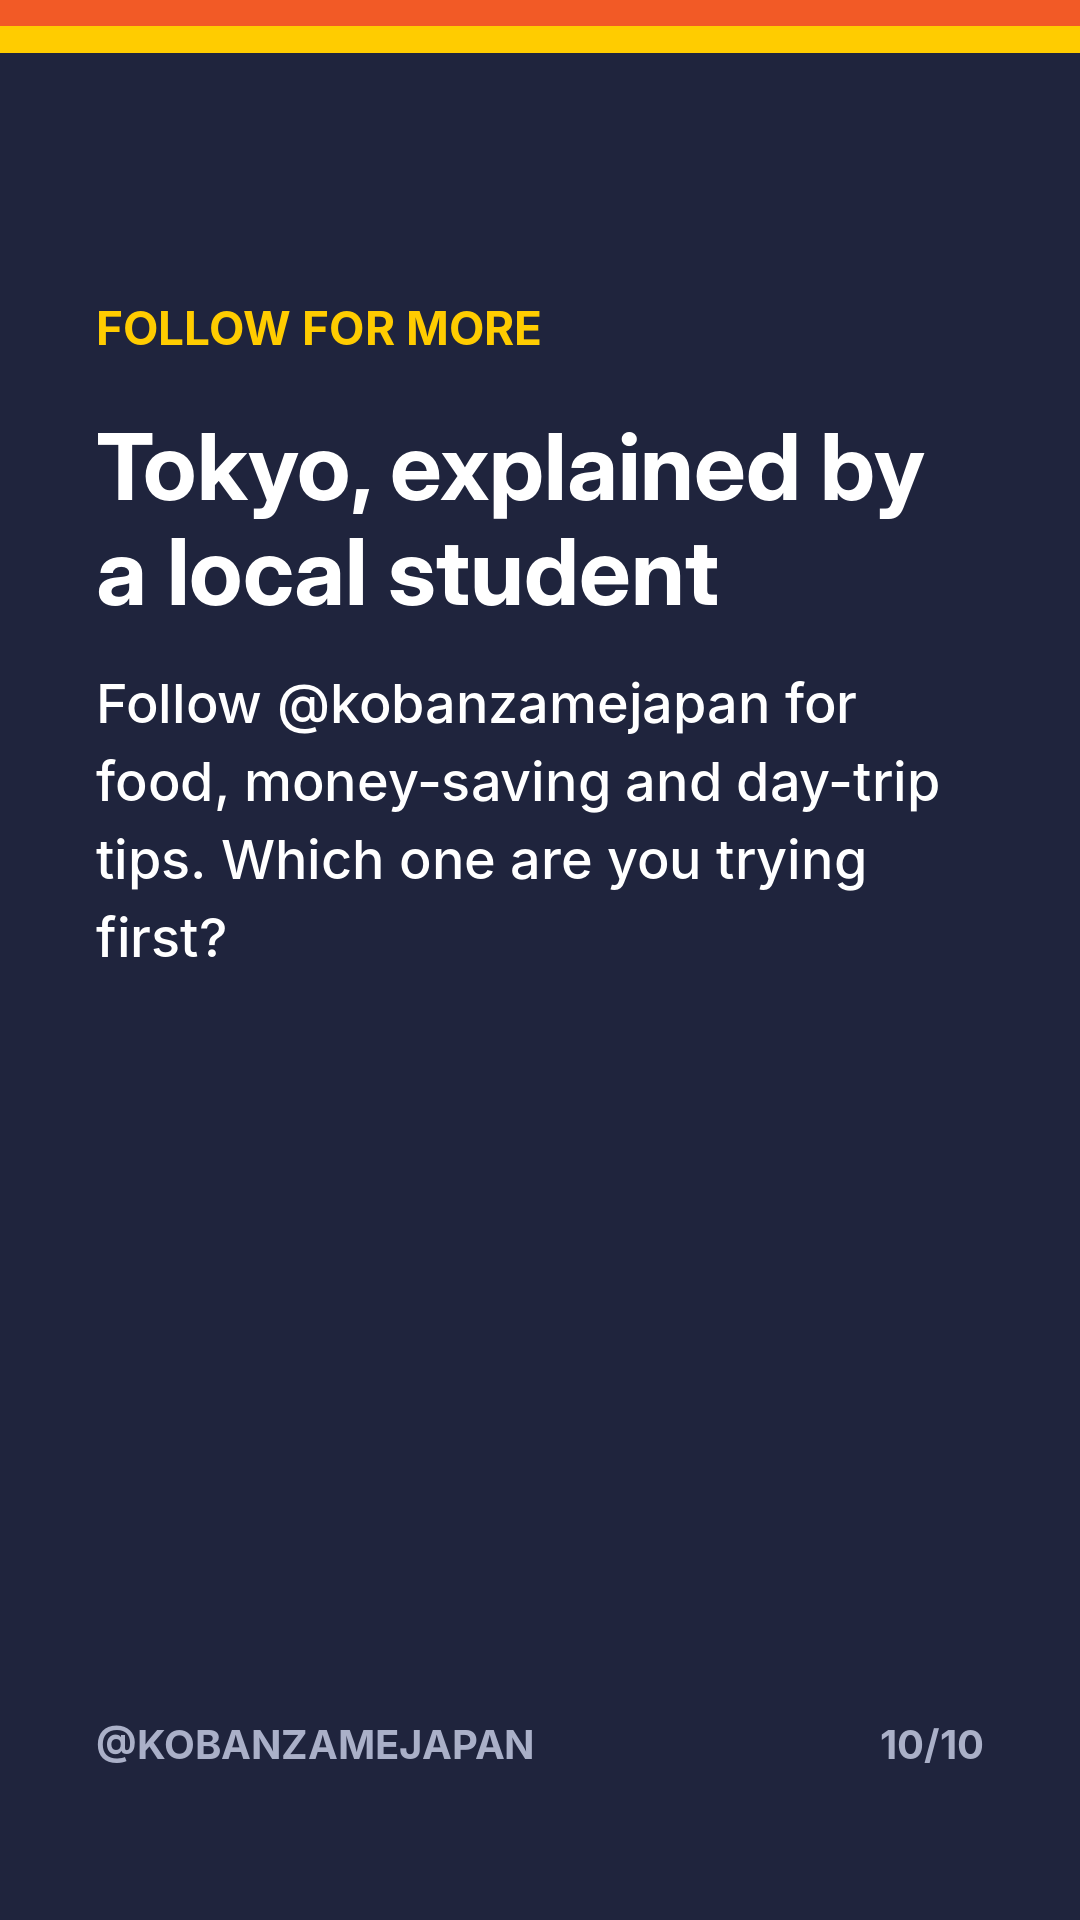 FOLLOW FOR MORE
Tokyo, explained by
a local student
Follow @kobanzamejapan for
food, money-saving and day-trip
tips. Which one are you trying
first?
@KOBANZAMEJAPAN
10/10